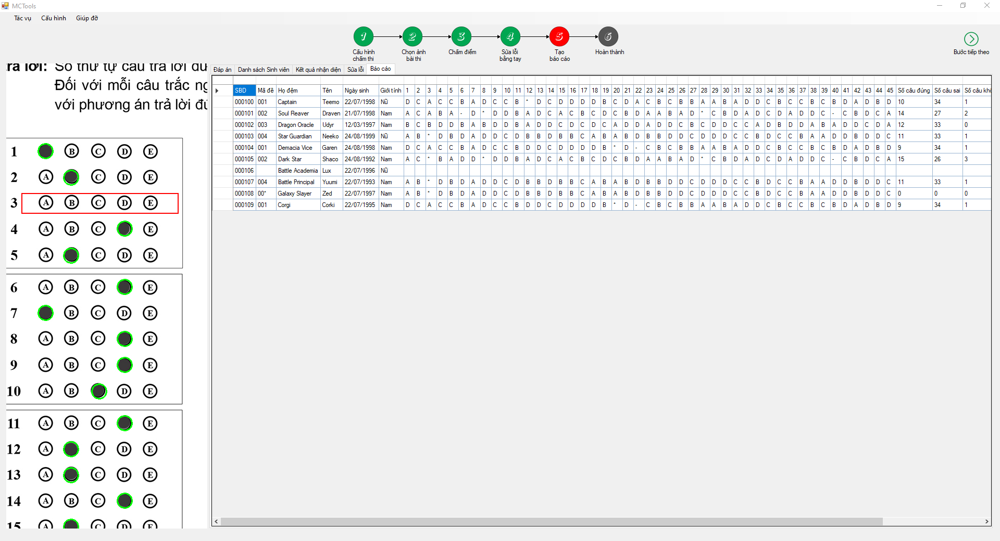 MCTools
Tác vụ Cấu hình Giúp đỡ
1 2 3 4 5 6
Cấu hình chấm thi
Chọn ảnh bài thi
Chấm điểm
Sửa lỗi bằng tay
Tạo báo cáo
Hoàn thành
Bước tiếp theo
rả lời: Số thứ tự câu trả lời dư
Đối với mỗi câu trắc ng
với phương án trả lời đú
1 B C D E
2 A C D E
3 A B C D E
4 A B C E
5 A C D E
6 A B C E
7 B C D E
8 A B C E
9 A B C E
10 A B D E
11 A B C E
12 A C D E
13 A C D E
14 A B C E
15 A C D E
Đáp án Danh sách Sinh viên Kết quả nhận diện Sửa lỗi Báo cáo
SBD Mã đề Họ đệm Tên Ngày sinh Giới tính 1 2 3 4 5 6 7 8 9 10 11 12 13 14 15 16 17 18 19 20 21 22 23 24 25 26 27 28 29 30 31 32 33 34 35 36 37 38 39 40 41 42 43 44 45 Số câu đúng Số câu sai Số câu khô
000100 001 Captain Teemo 22/07/1998 Nữ D C A C C B A D C C B * D C D D D D B C D A C B C B B A A B A D D C B C C B C B D A D B D 10 34 1
000101 002 Soul Reaver Draven 21/07/1998 Nam A C A B A - D * D D B A D C A C B C D C B D A A B A D * C B D A D C D A D D C - C B D C A 14 27 2
000102 003 Dragon Oracle Udyr 12/03/1997 Nam B C B D D B A B D D B A D D C D C D C A D D A D D C B C D D C C A D B D D A B A D D C D A 12 33 0
000103 004 Star Guardian Neeko 24/08/1999 Nữ A B * D B D A D D C D B B D B B C A B A B D B B D D C D D D C C B D C C B A A D D B D D C 11 33 1
000104 001 Demacia Vice Garen 24/08/1998 Nam D C A C C B A D C C B D D C D D D D B * D - C B C B B A A B A D D C B C C B C B D A D B D 9 34 1
000105 002 Dark Star Shaco 24/08/1992 Nam A C * B A D D * D D B A D C A C B C D C B D A A B A D * C B D A D C D A D D C - C B D C A 15 26 3
000106 Battle Academia Lux 22/07/1996 Nữ
000107 004 Battle Principal Yuumi 22/07/1993 Nam A B * D B D A D D C D B B D B B C A B A B D B B D D C D D D C C B D C C B A A D D B D D C 11 33 1
000108 00* Galaxy Slayer Zed 22/07/1997 Nam A B * D B D A D D C D B B D B B C A B A B D B B D D C D D D C C B D C C B A A D D B D D C 0 0 0
000109 001 Corgi Corki 22/07/1995 Nam D C A C C B A D C C B D D C D D D D B * D - C B C B B A A B A D D C B C C B C B D A D B D 9 34 1